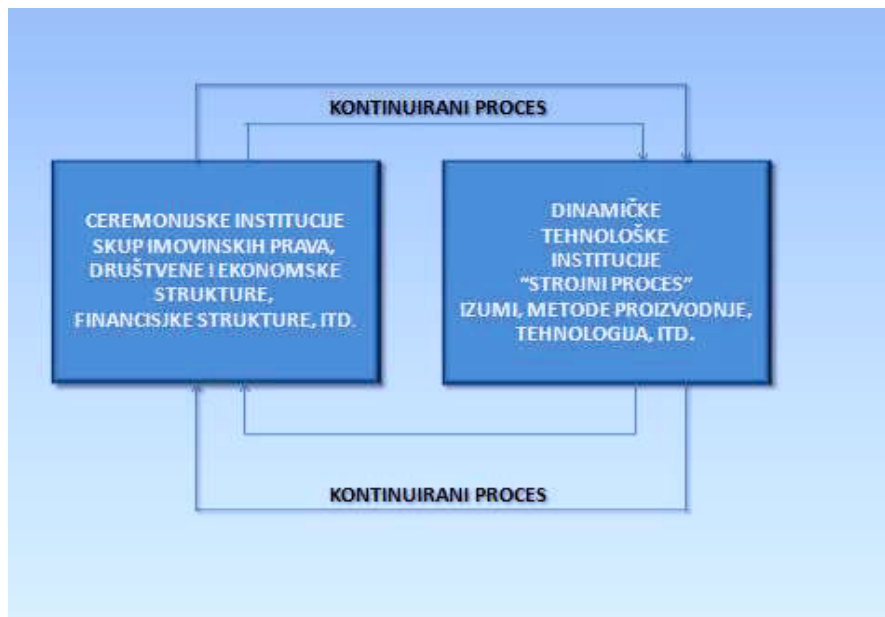 KONTINUIRANI PROCES
CEREMONIJSKE INSTITUCIJE
SKUP IMOVINSKIH PRAVA,
DRUŠTVENE I EKONOMSKE
STRUKTURE,
FINANCISJKE STRUKTURE, ITD.
DINAMIČKE
TEHNOLOŠKE
INSTITUCIJE
“STROJNI PROCES”
IZUMI, METODE PROIZVODNJE,
TEHNOLOGIJA, ITD.
KONTINUIRANI PROCES